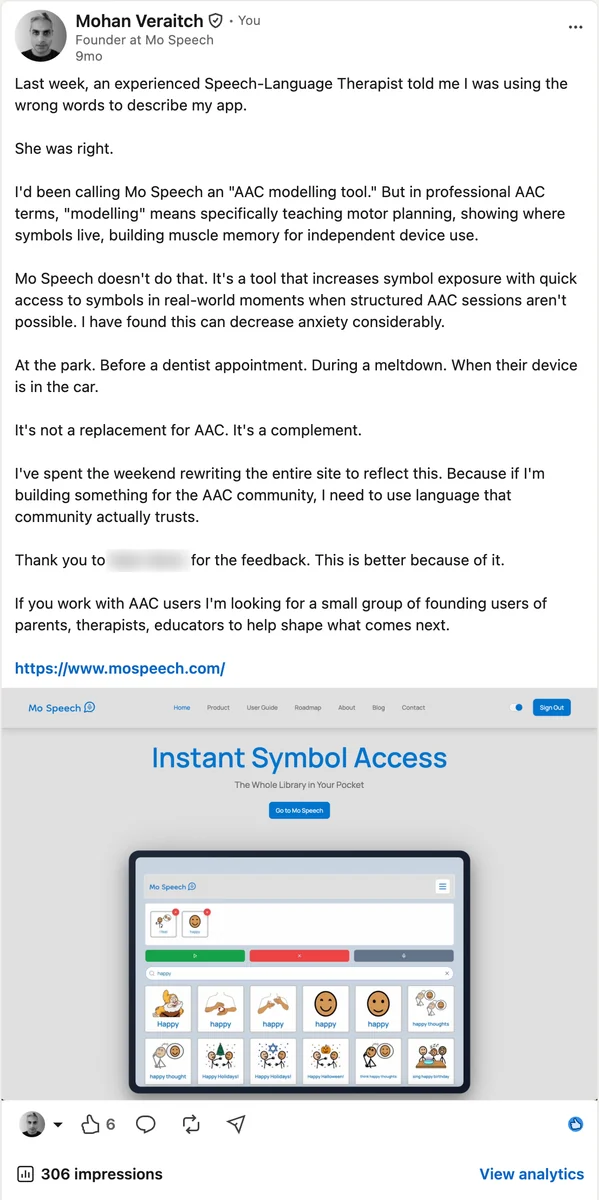 Mohan Veraitch · You
Founder at Mo Speech
9mo
Last week, an experienced Speech-Language Therapist told me I was using the
wrong words to describe my app.
She was right.
I'd been calling Mo Speech an "AAC modelling tool." But in professional AAC
terms, "modelling" means specifically teaching motor planning, showing where
symbols live, building muscle memory for independent device use.
Mo Speech doesn't do that. It's a tool that increases symbol exposure with quick
access to symbols in real-world moments when structured AAC sessions aren't
possible. I have found this can decrease anxiety considerably.
At the park. Before a dentist appointment. During a meltdown. When their device
is in the car.
It's not a replacement for AAC. It's a complement.
I've spent the weekend rewriting the entire site to reflect this. Because if I'm
building something for the AAC community, I need to use language that
community actually trusts.
Thank you to for the feedback. This is better because of it.
If you work with AAC users I'm looking for a small group of founding users of
parents, therapists, educators to help shape what comes next.
https://www.mospeech.com/
Mo Speech Home Product User Guide Roadmap About Blog Contact Sign Out
Instant Symbol Access
The Whole Library in Your Pocket
Go to Mo Speech
Mo Speech
happy
happy
Happy happy happy happy happy happy thoughts
happy thought Happy Holidays! Happy Holidays! Happy Halloween! think happy thoughts sing happy birthday
6
306 impressions View analytics